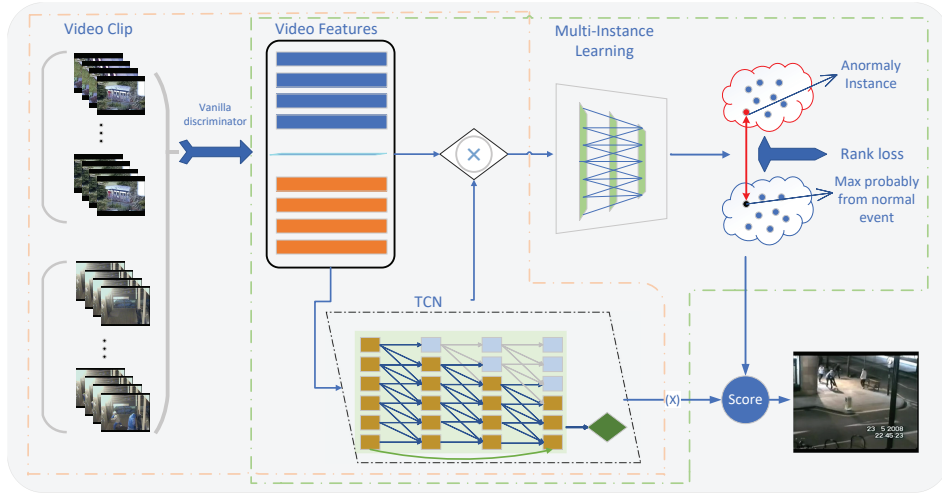 Video Clip
Vanilla
discriminator
Video Features
Multi-Instance
Learning
Anormaly
Instance
Rank loss
Max probably
from normal
event
TCN
(X)
Score
23 5 2008
22 45 23